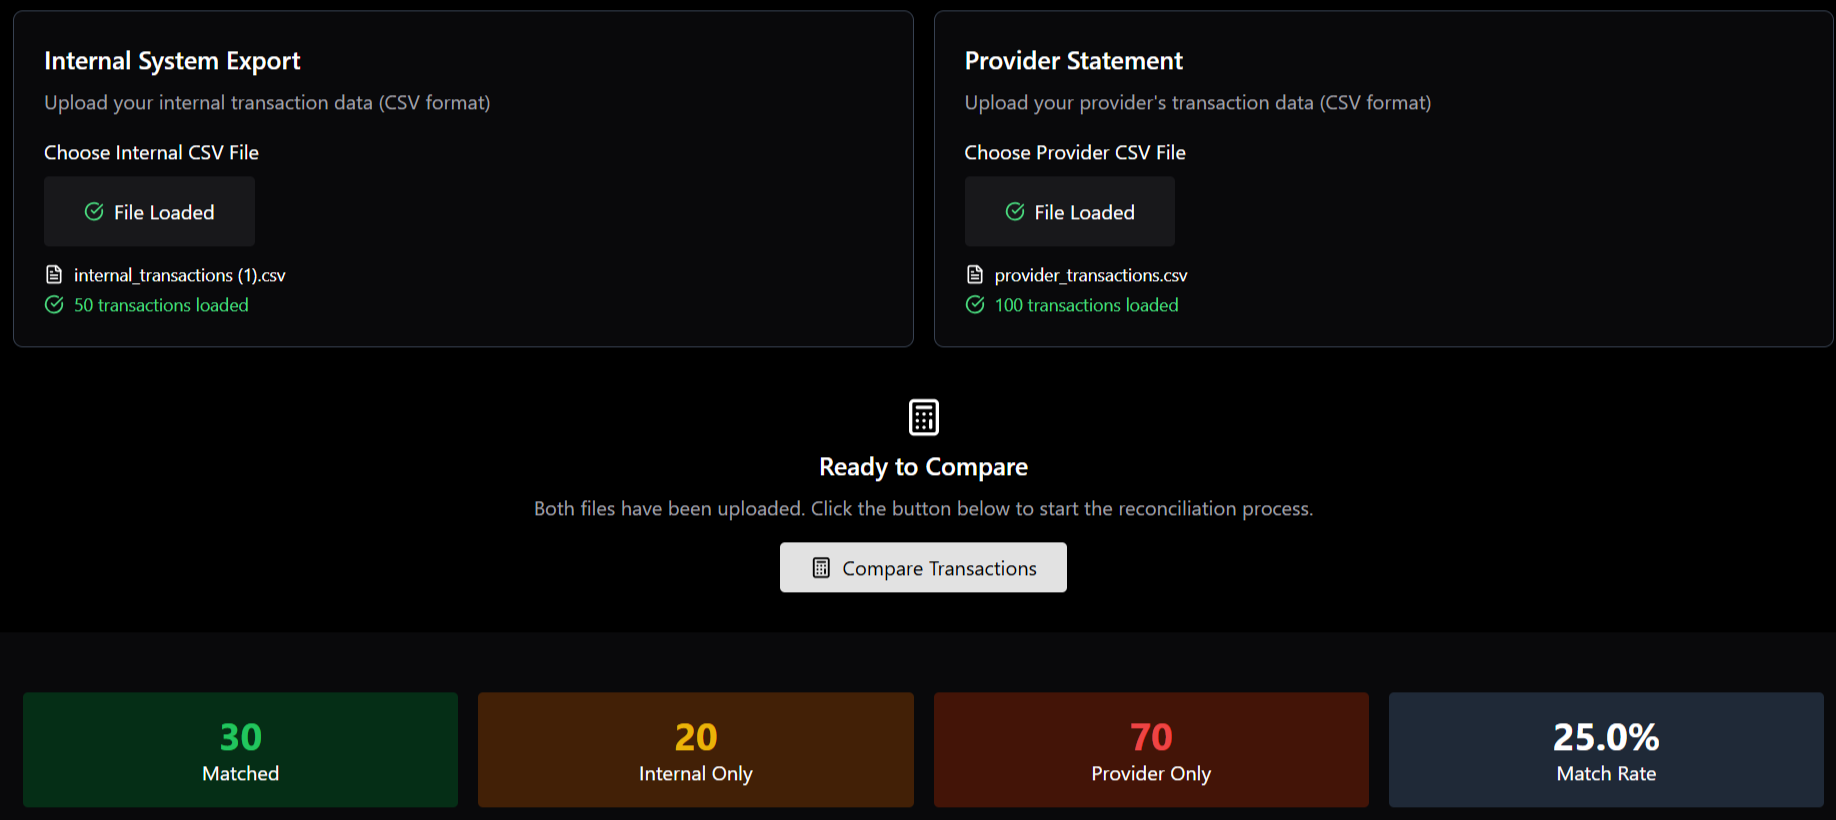 Internal System Export
Upload your internal transaction data (CSV format)
Choose Internal CSV File
File Loaded
internal_transactions (1).csv
50 transactions loaded
Provider Statement
Upload your provider's transaction data (CSV format)
Choose Provider CSV File
File Loaded
provider_transactions.csv
100 transactions loaded
Ready to Compare
Both files have been uploaded. Click the button below to start the reconciliation process.
Compare Transactions
30
Matched
20
Internal Only
70
Provider Only
25.0%
Match Rate